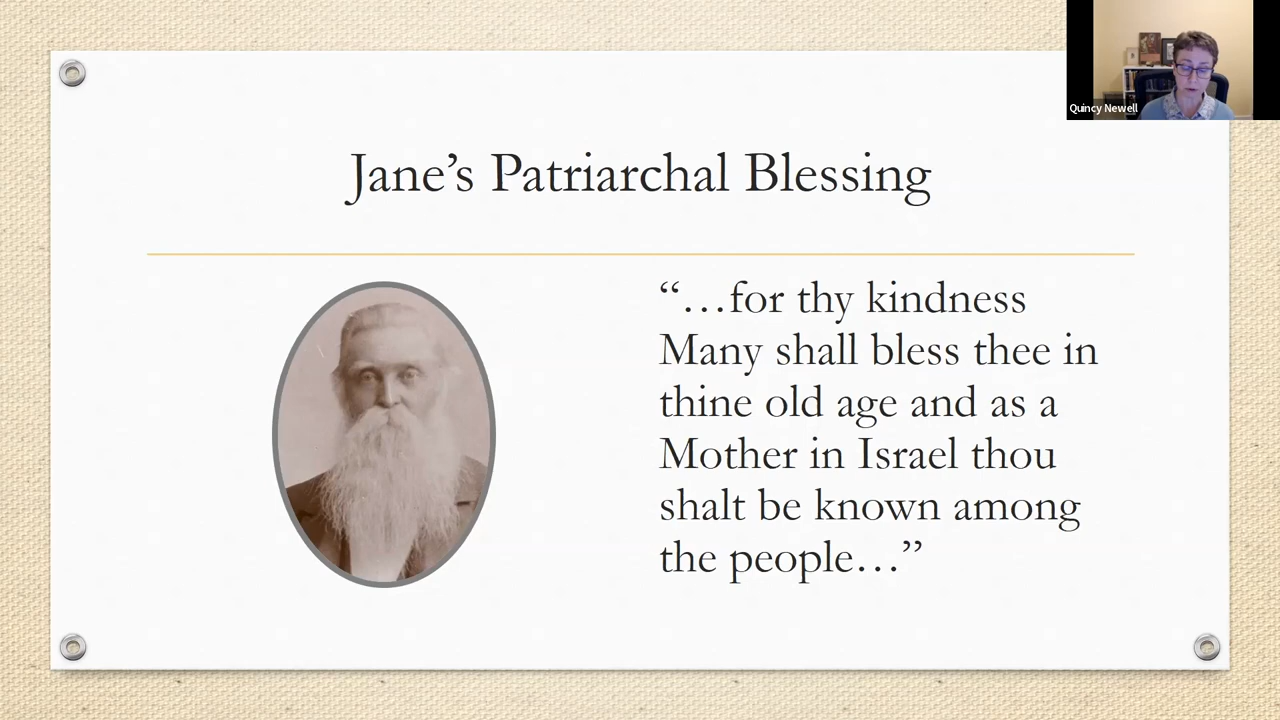 Quincy Newell
Jane’s Patriarchal Blessing
“…for thy kindness
Many shall bless thee in
thine old age and as a
Mother in Israel thou
shalt be known among
the people…”